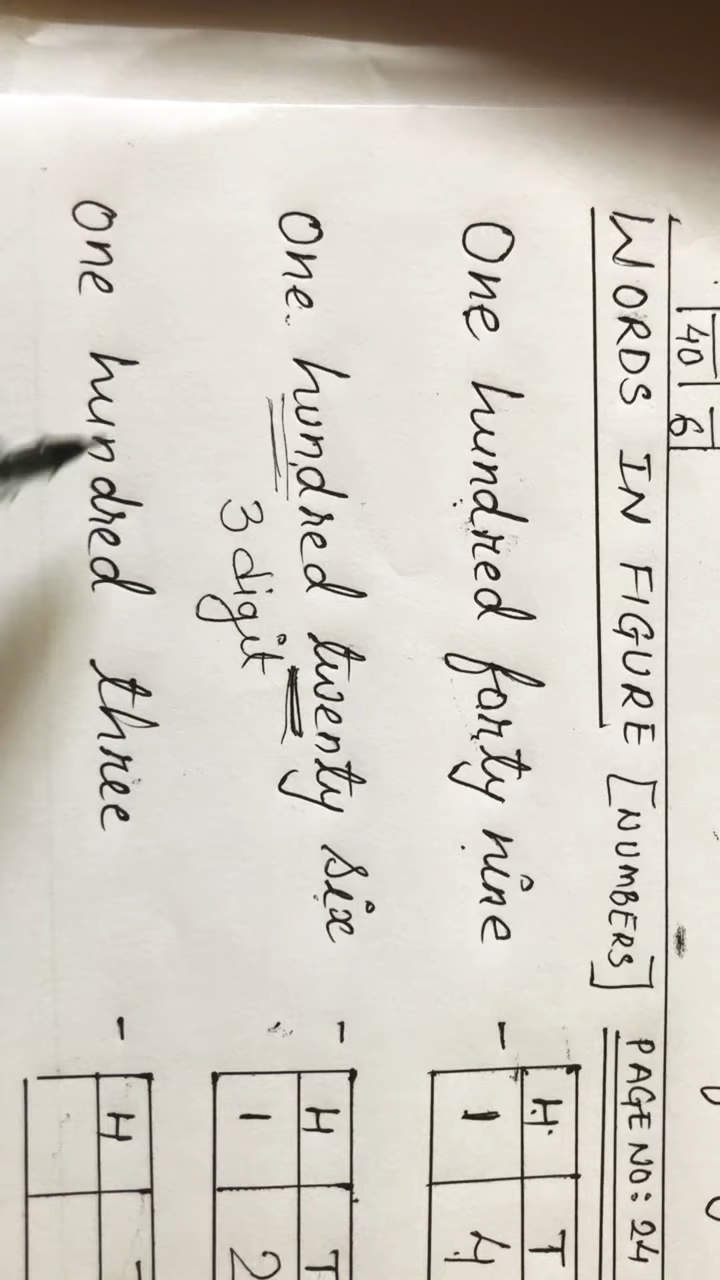 40 6
WORDS IN FIGURE [NUMBERS] PAGE NO: 24
H T
One hundred forty nine - 1 4
H T
One hundred twenty six - 1 2
3 digit
H
One hundred three -